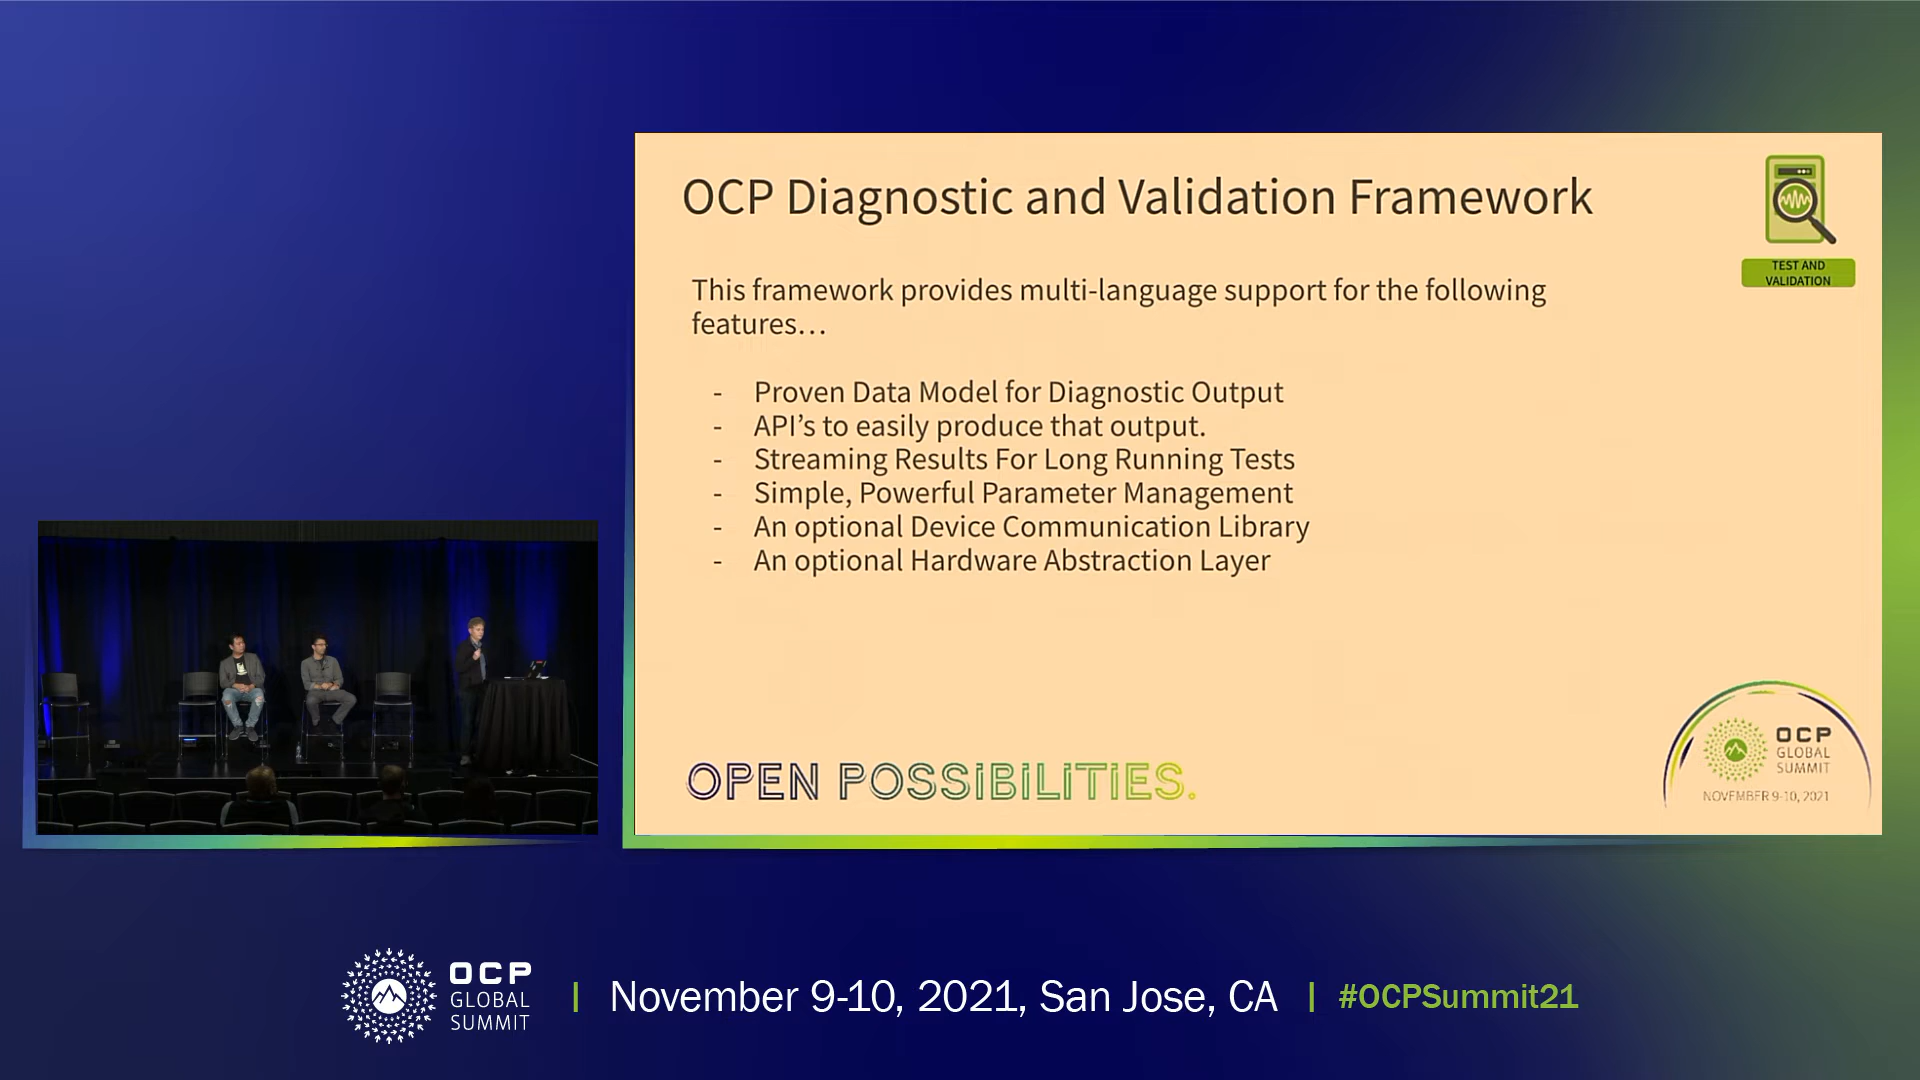 OCP Diagnostic and Validation Framework
TEST AND
VALIDATION
This framework provides multi-language support for the following
features…
- Proven Data Model for Diagnostic Output
- API’s to easily produce that output.
- Streaming Results For Long Running Tests
- Simple, Powerful Parameter Management
- An optional Device Communication Library
- An optional Hardware Abstraction Layer
OPEN POSSIBILITIES.
OCP
GLOBAL
SUMMIT
NOVEMBER 9-10, 2021
OCP
GLOBAL
SUMMIT
November 9-10, 2021, San Jose, CA
#OCPSummit21